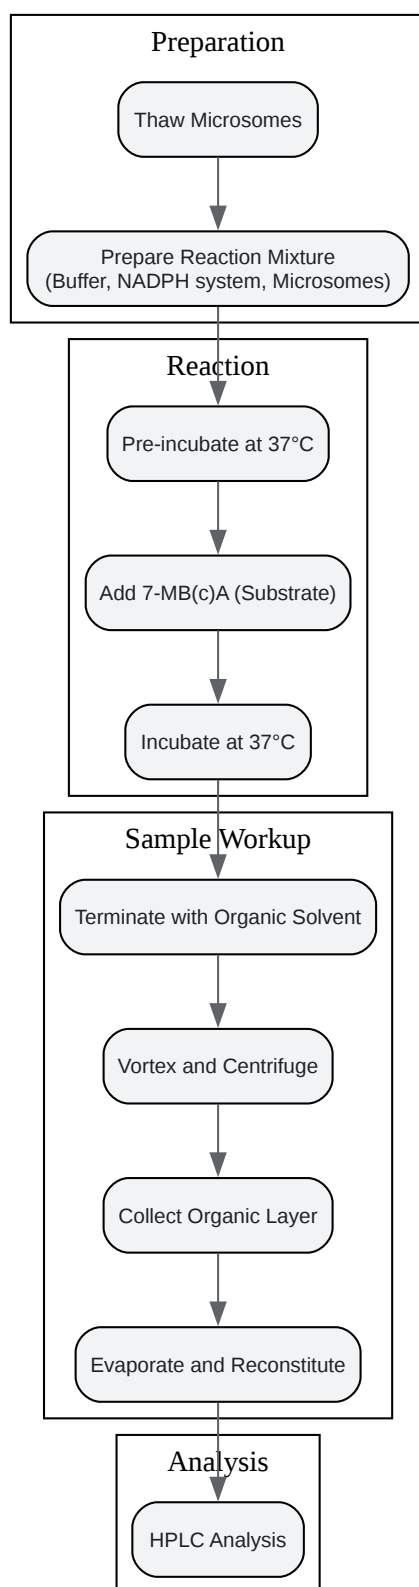 Preparation
Thaw Microsomes
Prepare Reaction Mixture
(Buffer, NADPH system, Microsomes)
Reaction
Pre-incubate at 37°C
Add 7-MB(c)A (Substrate)
Incubate at 37°C
Sample Workup
Terminate with Organic Solvent
Vortex and Centrifuge
Collect Organic Layer
Evaporate and Reconstitute
Analysis
HPLC Analysis